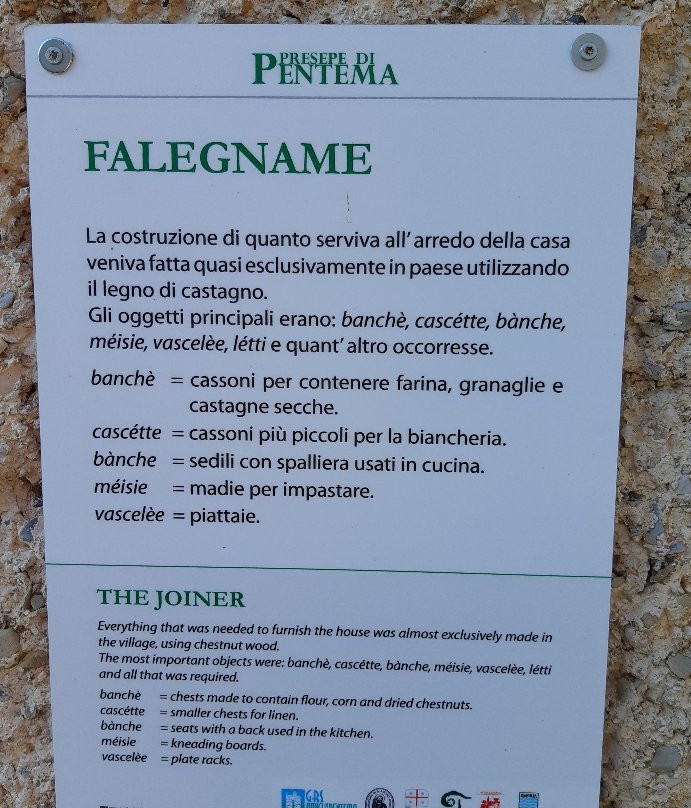 PRESEPE DI
PENTEMA
FALEGNAME
La costruzione di quanto serviva all'arredo della casa
veniva fatta quasi esclusivamente in paese utilizzando
il legno di castagno.
Gli oggetti principali erano: banchè, cascétte, bànche,
méisie, vascelèe, létti e quant'altro occorresse.
banchè = cassoni per contenere farina, granaglie e
castagne secche.
cascétte = cassoni più piccoli per la biancheria.
bànche = sedili con spalliera usati in cucina.
méisie = madie per impastare.
vascelèe = piattaie.
THE JOINER
Everything that was needed to furnish the house was almost exclusively made in
the village, using chestnut wood.
The most important objects were: banchè, cascétte, bànche, méisie, vascelèe, létti
and all that was required.
banchè = chests made to contain flour, corn and dried chestnuts.
cascétte = smaller chests for linen.
bànche = seats with a back used in the kitchen.
méisie = kneading boards.
vascelèe = plate racks.
G.R.S